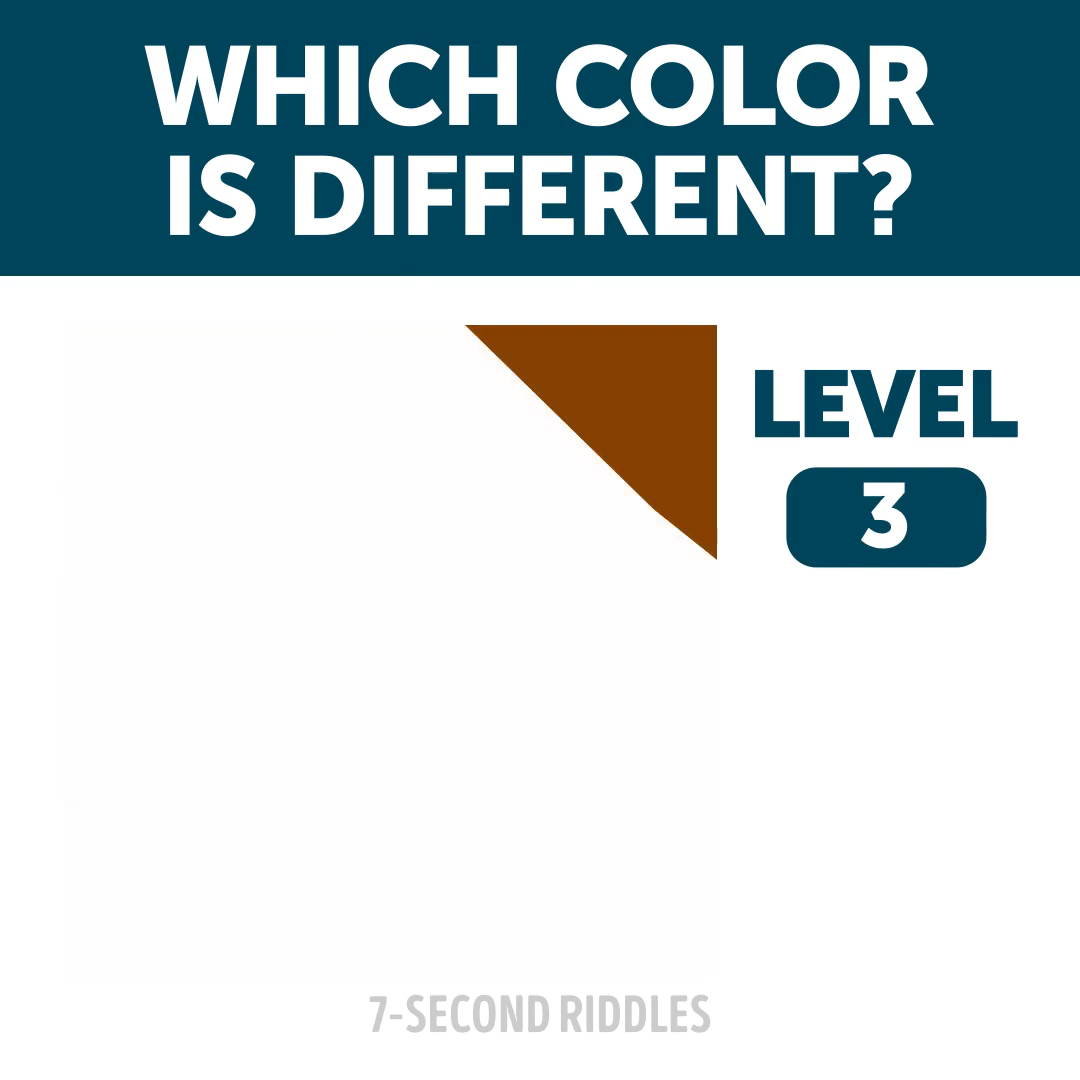 WHICH COLOR
IS DIFFERENT?
LEVEL
3
7-SECOND RIDDLES